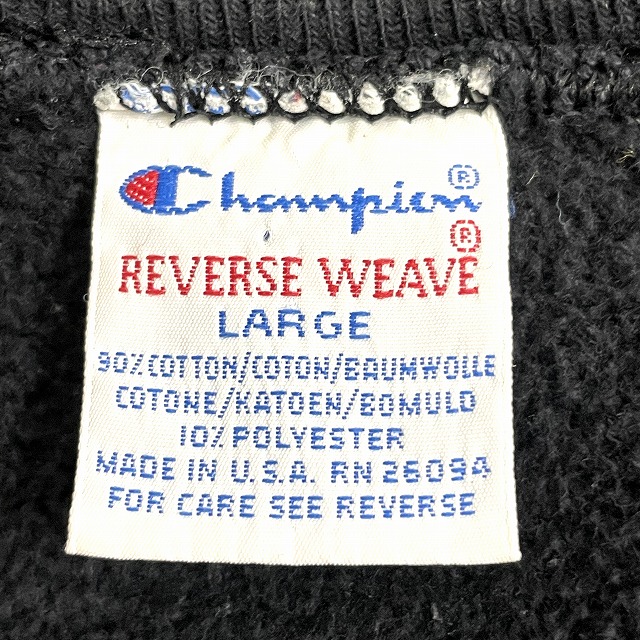 Champion®
REVERSE WEAVE®
LARGE
90% COTTON/COTON/BAUMWOLLE
COTONE/KATOEN/BOMULD
10% POLYESTER
MADE IN U.S.A. RN 26094
FOR CARE SEE REVERSE